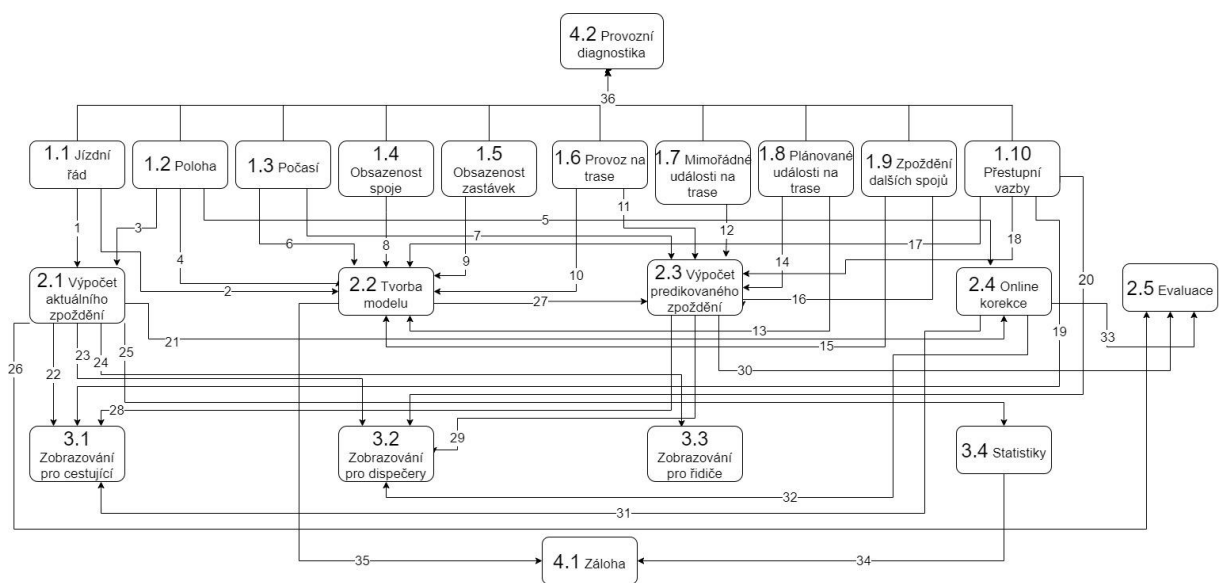 4.2 Provozní
diagnostika
36
1.1 Jízdní
řád
1.2 Poloha
1.3 Počasí
1.4
Obsazenost
spoje
1.5
Obsazenost
zastávek
1.6 Provoz na
trase
1.7 Mimořádné
události na
trase
1.8 Plánované
události na
trase
1.9 Zpoždění
dalších spojů
1.10
Přestupní
vazby
1
3
4
5
6
7
8
9
10
11
12
14
17
18
2.1 Výpočet
aktuálního
zpoždění
2
2.2 Tvorba
modelu
27
2.3 Výpočet
predikovaného
zpoždění
16
2.4 Online
korekce
20
2.5 Evaluace
26
22
23
24
25
21
13
15
19
33
30
28
29
3.1
Zobrazování
pro cestující
3.2
Zobrazování
pro dispečery
3.3
Zobrazování
pro řidiče
3.4 Statistiky
32
31
35
4.1 Záloha
34